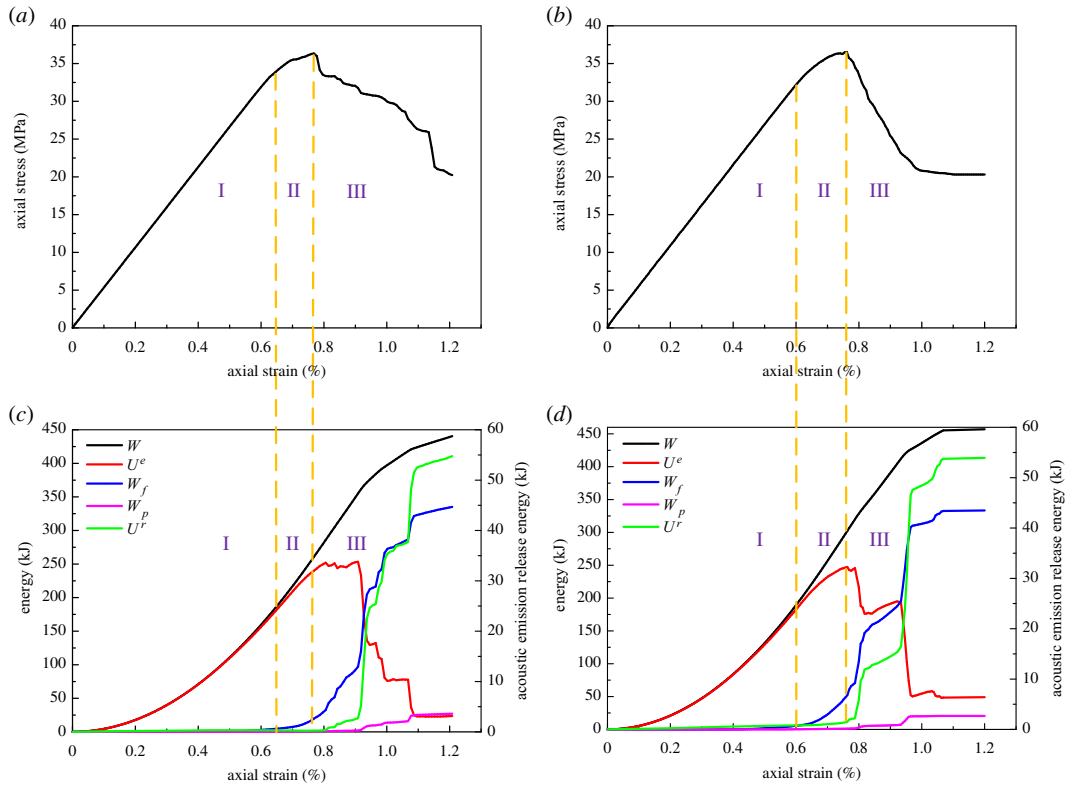 (a)
40
35
30
25
20
15
10
5
0
axial stress (MPa)
I II III
0 0.2 0.4 0.6 0.8 1.0 1.2
axial strain (%)
(b)
40
35
30
25
20
15
10
5
0
axial stress (MPa)
I II III
0 0.2 0.4 0.6 0.8 1.0 1.2
axial strain (%)
(c)
450
400
350
300
250
200
150
100
50
0
energy (kJ)
W
U^e
W_f
W_p
U^r
I II III
60
50
40
30
20
10
0
acoustic emission release energy (kJ)
0 0.2 0.4 0.6 0.8 1.0 1.2
axial strain (%)
(d)
450
400
350
300
250
200
150
100
50
0
energy (kJ)
W
U^e
W_f
W_p
U^r
I II III
60
50
40
30
20
10
0
acoustic emission release energy (kJ)
0 0.2 0.4 0.6 0.8 1.0 1.2
axial strain (%)